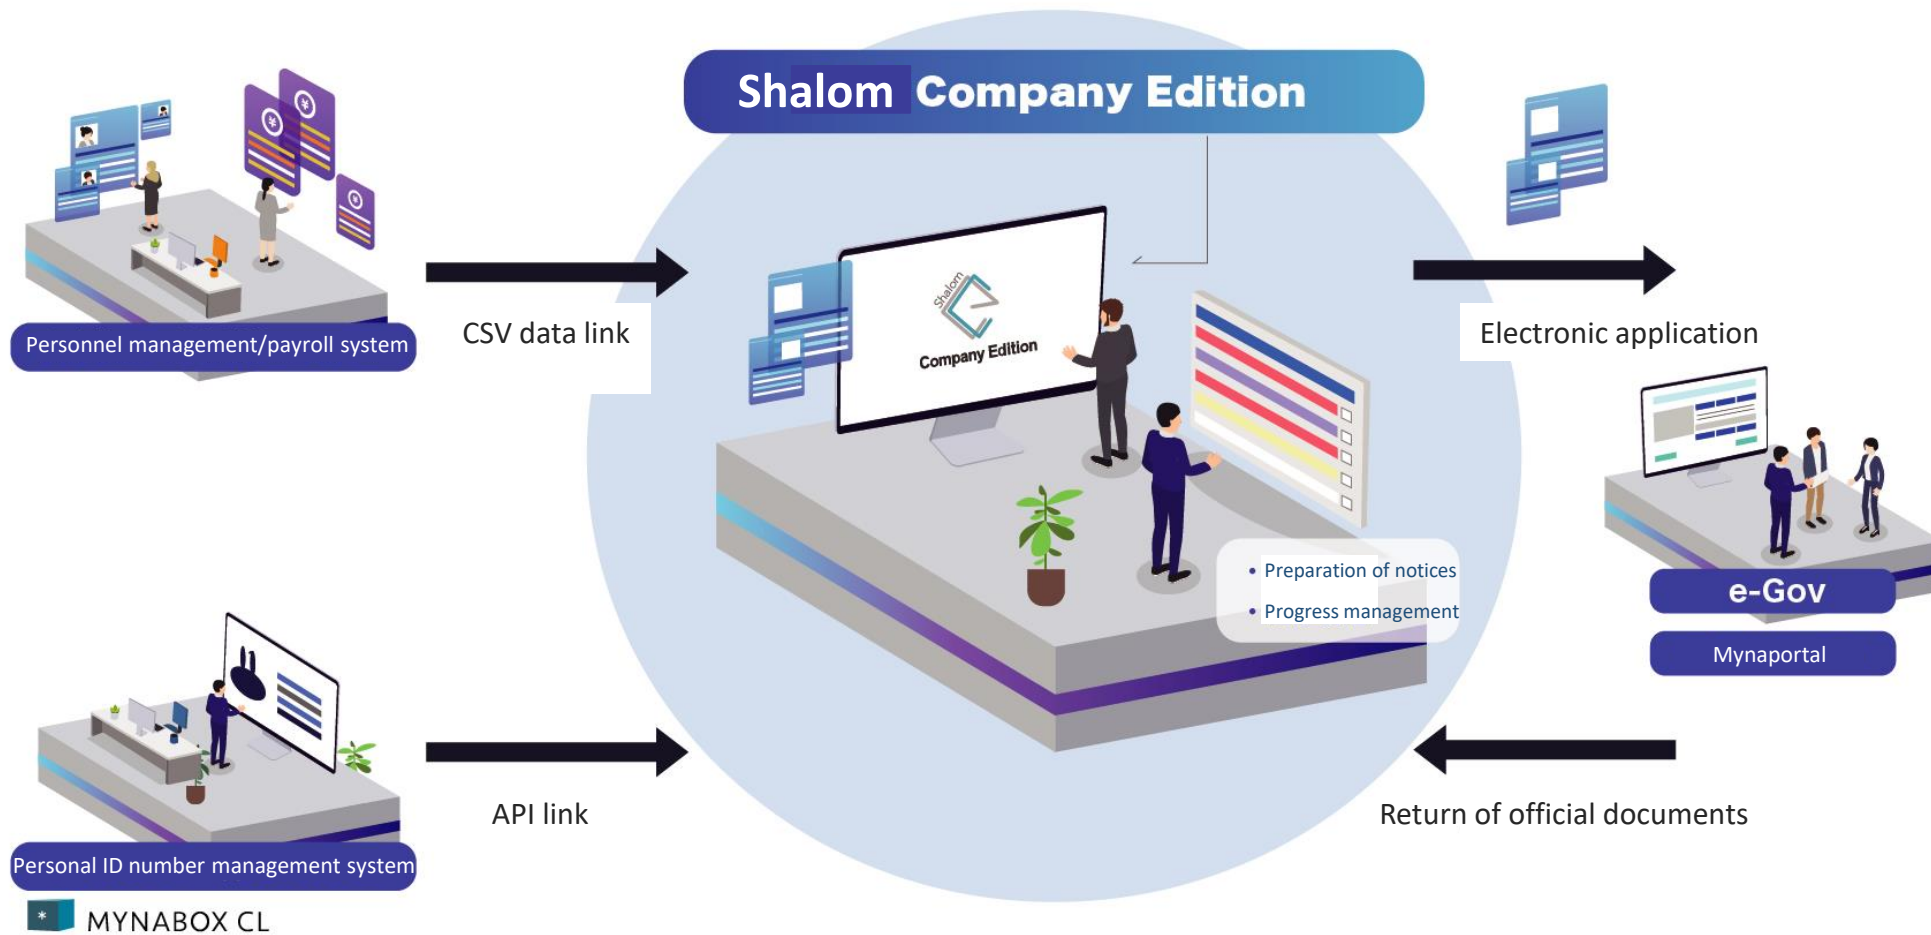 Shalom Company Edition
Personnel management/payroll system
CSV data link
Shalom
Company Edition
• Preparation of notices
• Progress management
Electronic application
e-Gov
Mynaportal
Return of official documents
API link
Personal ID number management system
* MYNABOX CL
¥
¥
¥